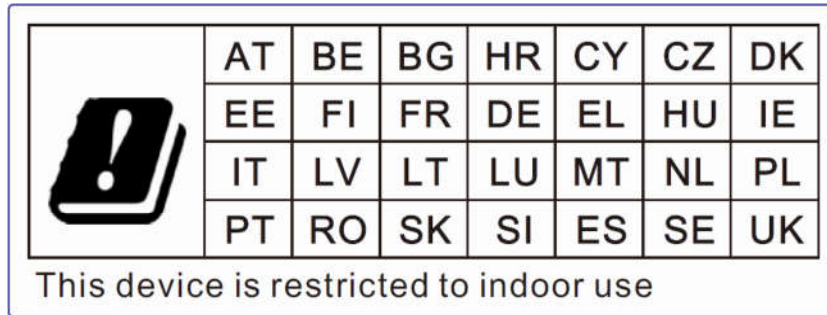 AT BE BG HR CY CZ DK
EE FI FR DE EL HU IE
IT LV LT LU MT NL PL
PT RO SK SI ES SE UK
This device is restricted to indoor use